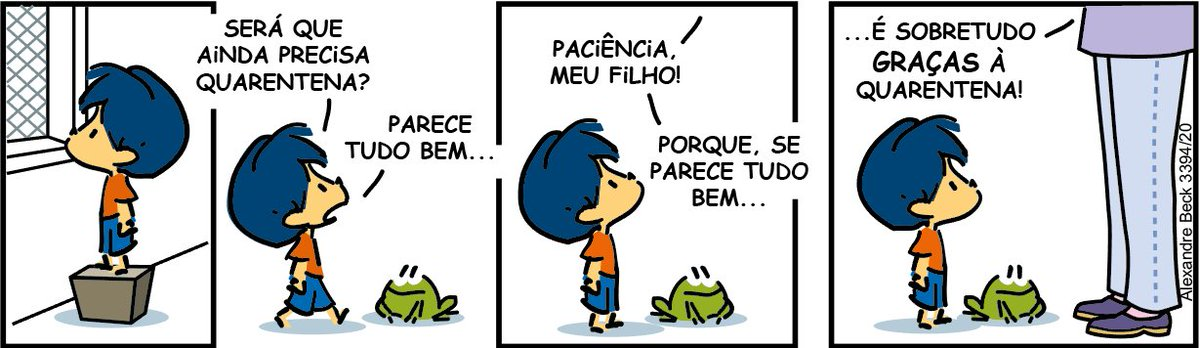 SERÁ QUE
AINDA PRECISA
QUARENTENA?
PARECE
TUDO BEM...
PACIÊNCIA,
MEU FILHO!
PORQUE, SE
PARECE TUDO
BEM...
...É SOBRETUDO
GRAÇAS À
QUARENTENA!
Alexandre Beck 3394/20